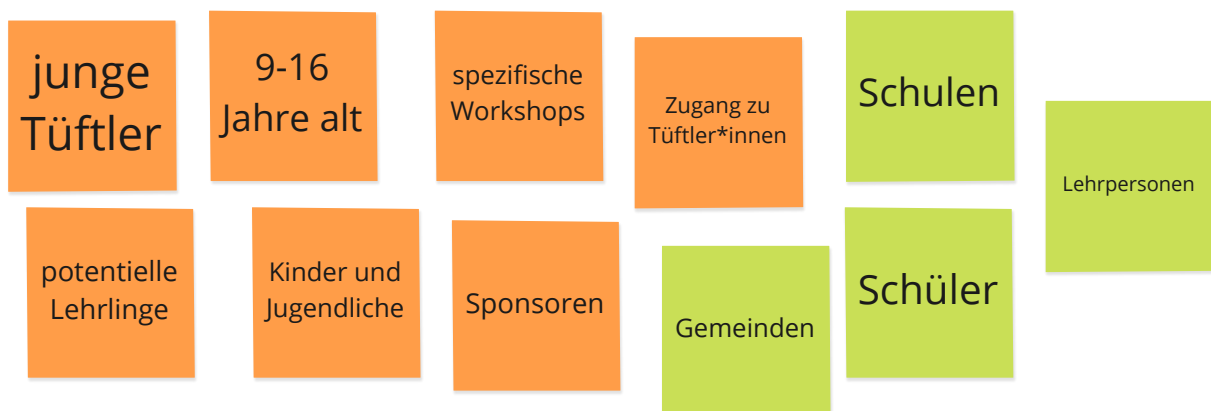 junge
Tüftler
9-16
Jahre alt
spezifische
Workshops
Zugang zu
Tüftler*innen
Schulen
Lehrpersonen
potentielle
Lehrlinge
Kinder und
Jugendliche
Sponsoren
Gemeinden
Schüler